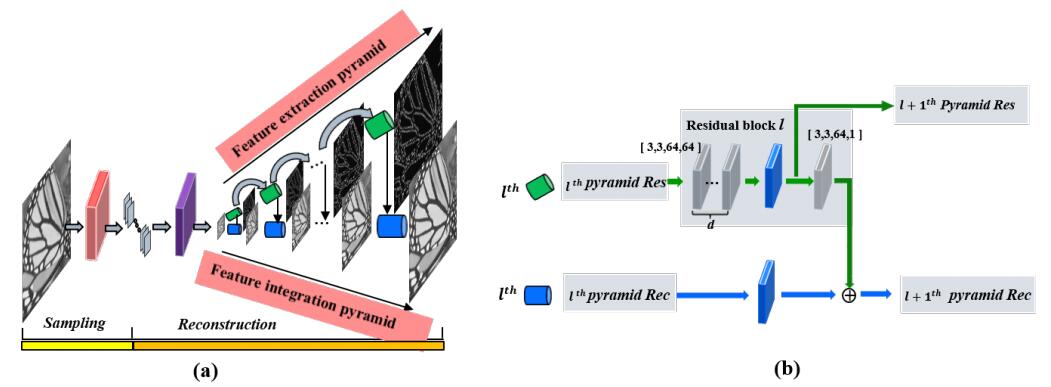 Feature extraction pyramid
...
...
Feature integration pyramid
Sampling
Reconstruction
(a)
l + 1^th Pyramid Res
Residual block l
[ 3,3,64,64 ]
[ 3,3,64,1 ]
l^th
l^th pyramid Res
...
d
l^th
l^th pyramid Rec
l + 1^th pyramid Rec
(b)